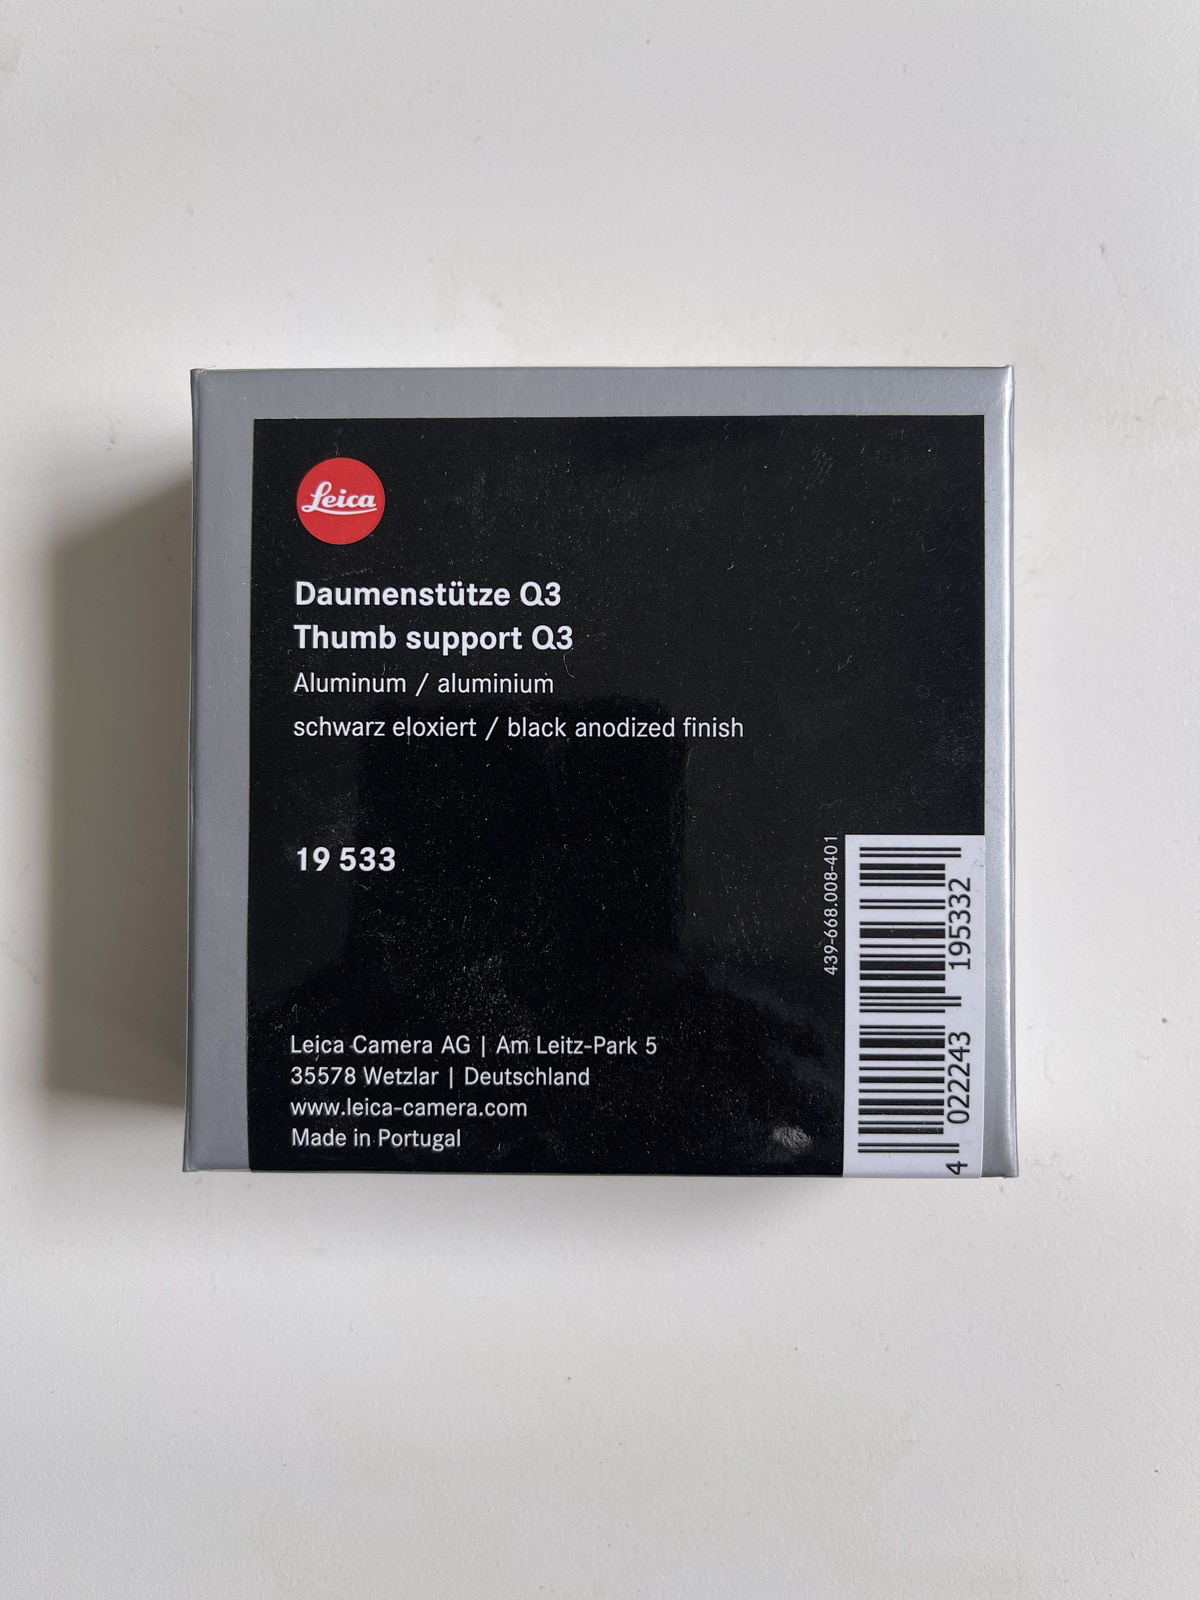 Leica
Daumenstütze Q3
Thumb support Q3
Aluminum / aluminium
schwarz eloxiert / black anodized finish
19 533
439-668.008-401
4 022243 195332
Leica Camera AG | Am Leitz-Park 5
35578 Wetzlar | Deutschland
www.leica-camera.com
Made in Portugal